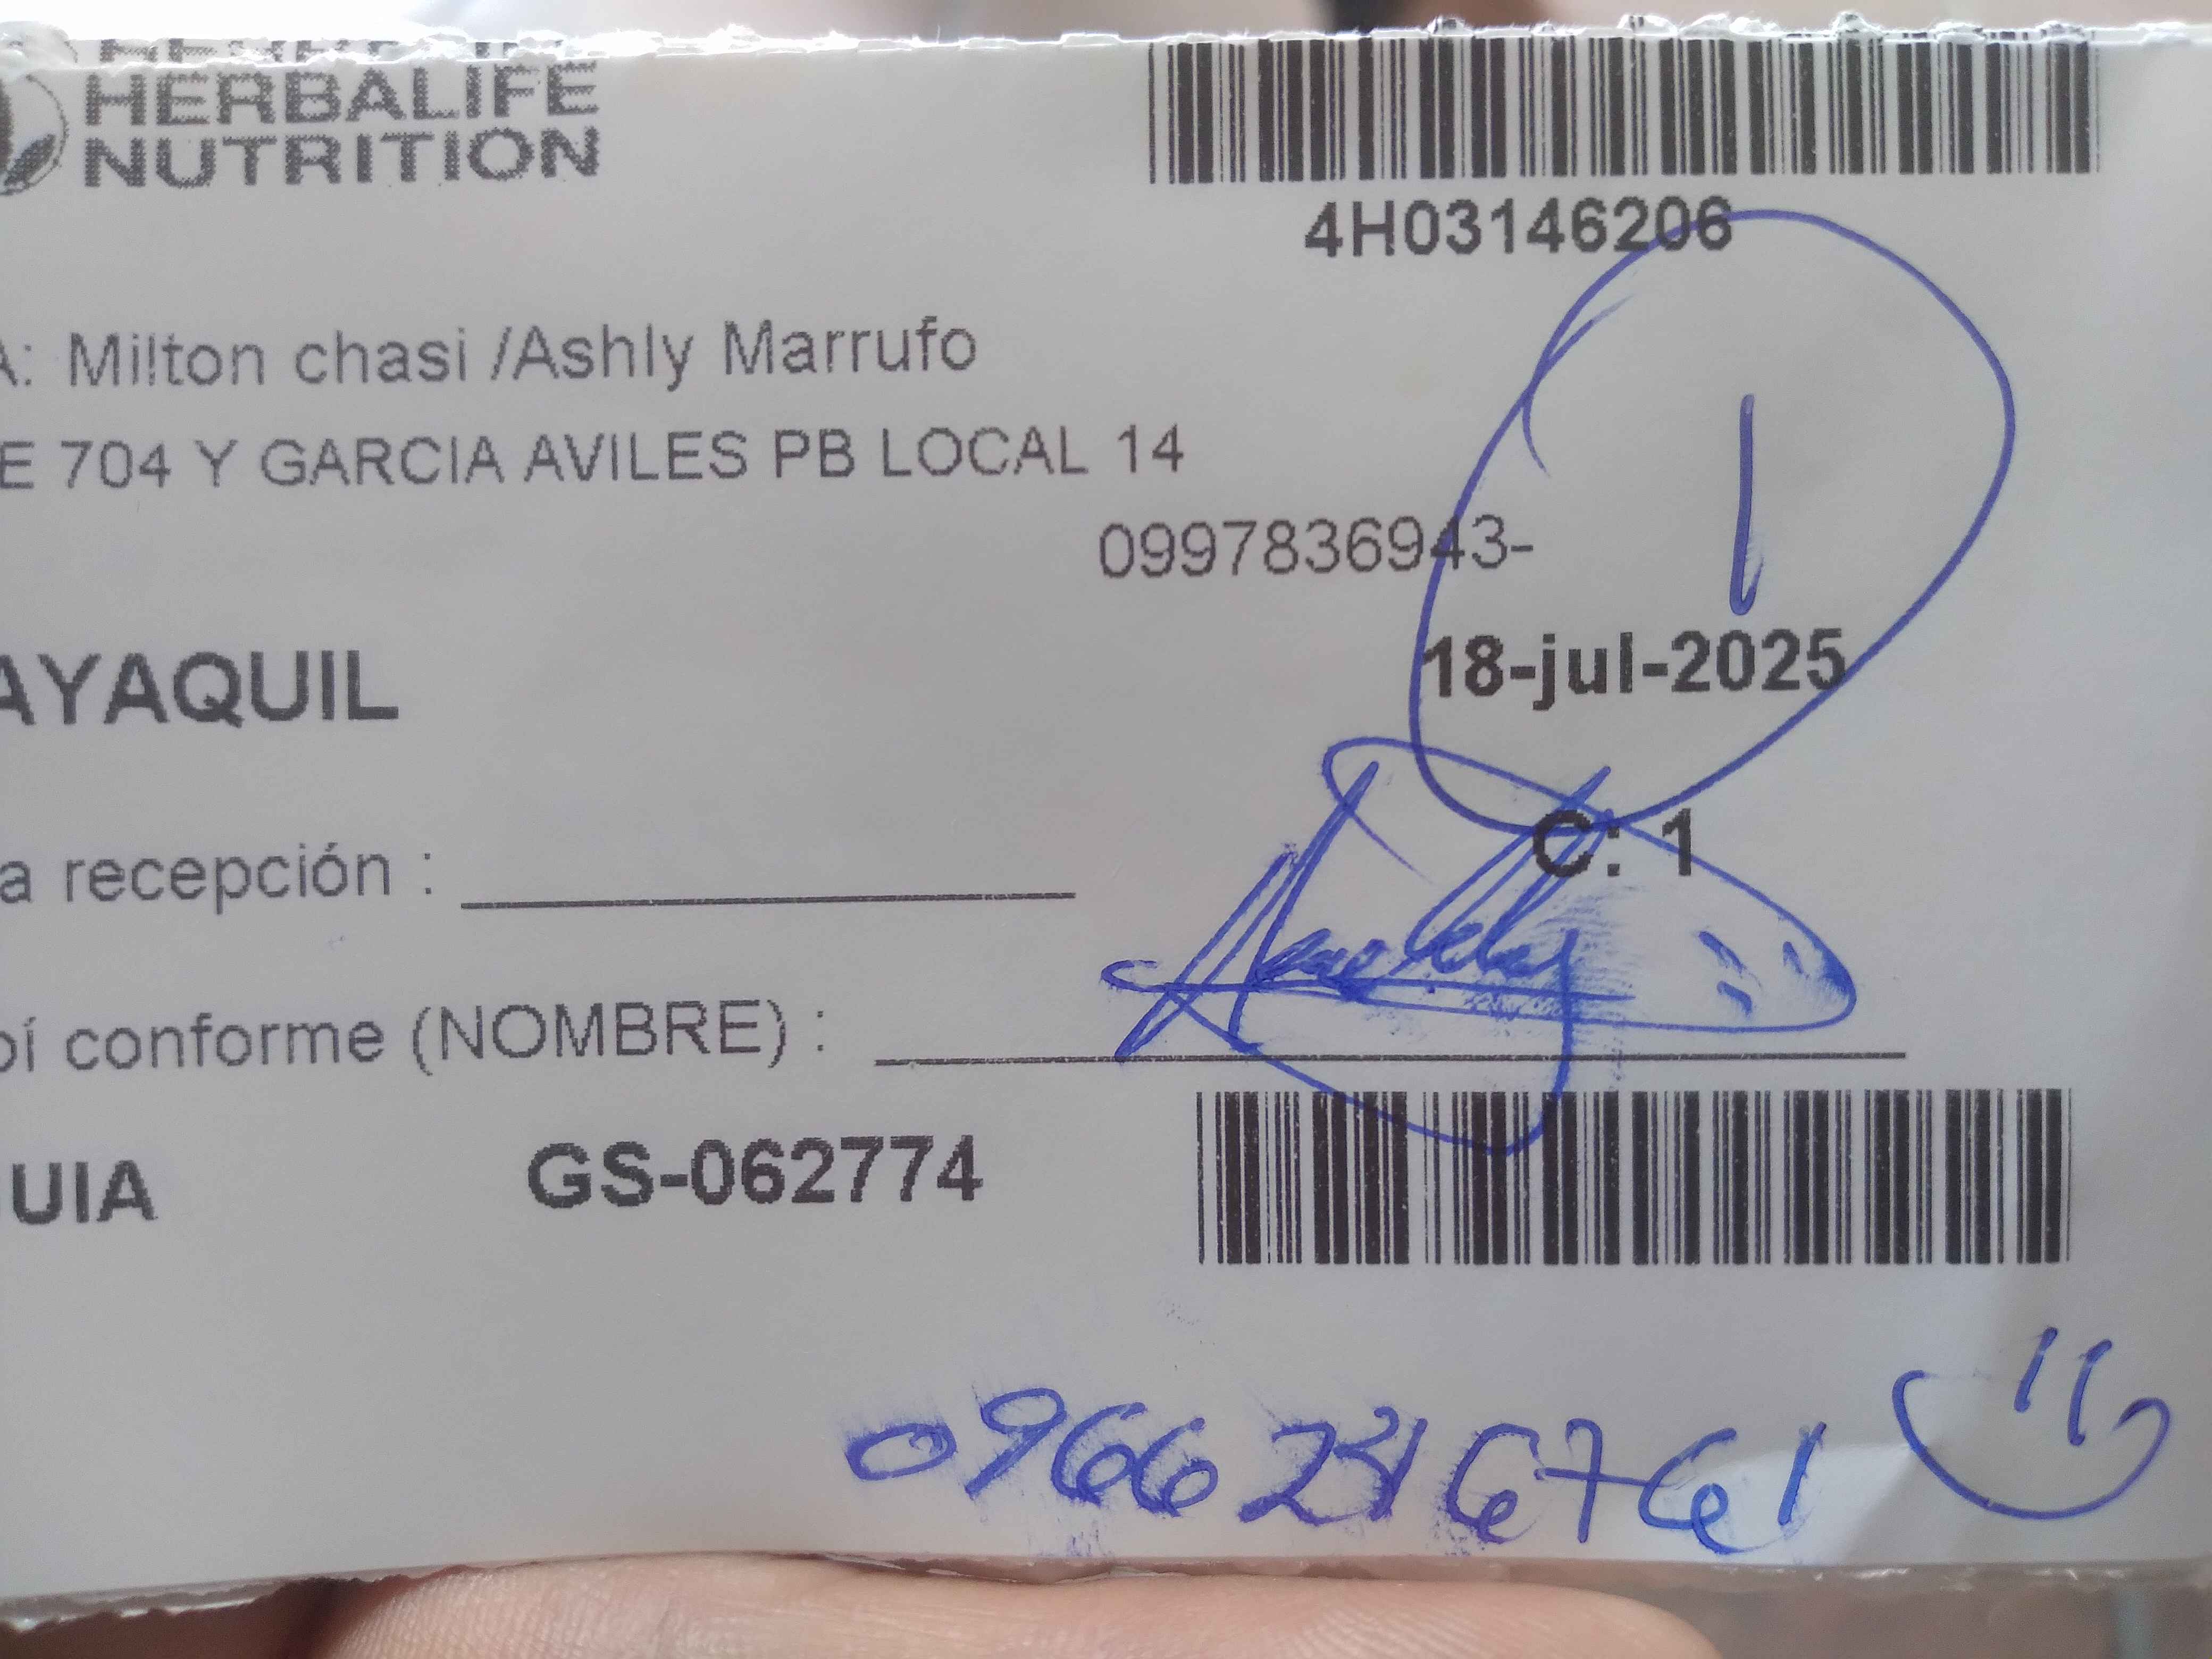 HERBALIFE
NUTRITION
4H03146206
A: Milton chasi /Ashly Marrufo
E 704 Y GARCIA AVILES PB LOCAL 14
0997836943-
1
18-jul-2025
AYAQUIL
C: 1
a recepción :
bí conforme (NOMBRE) :
UIA GS-062774